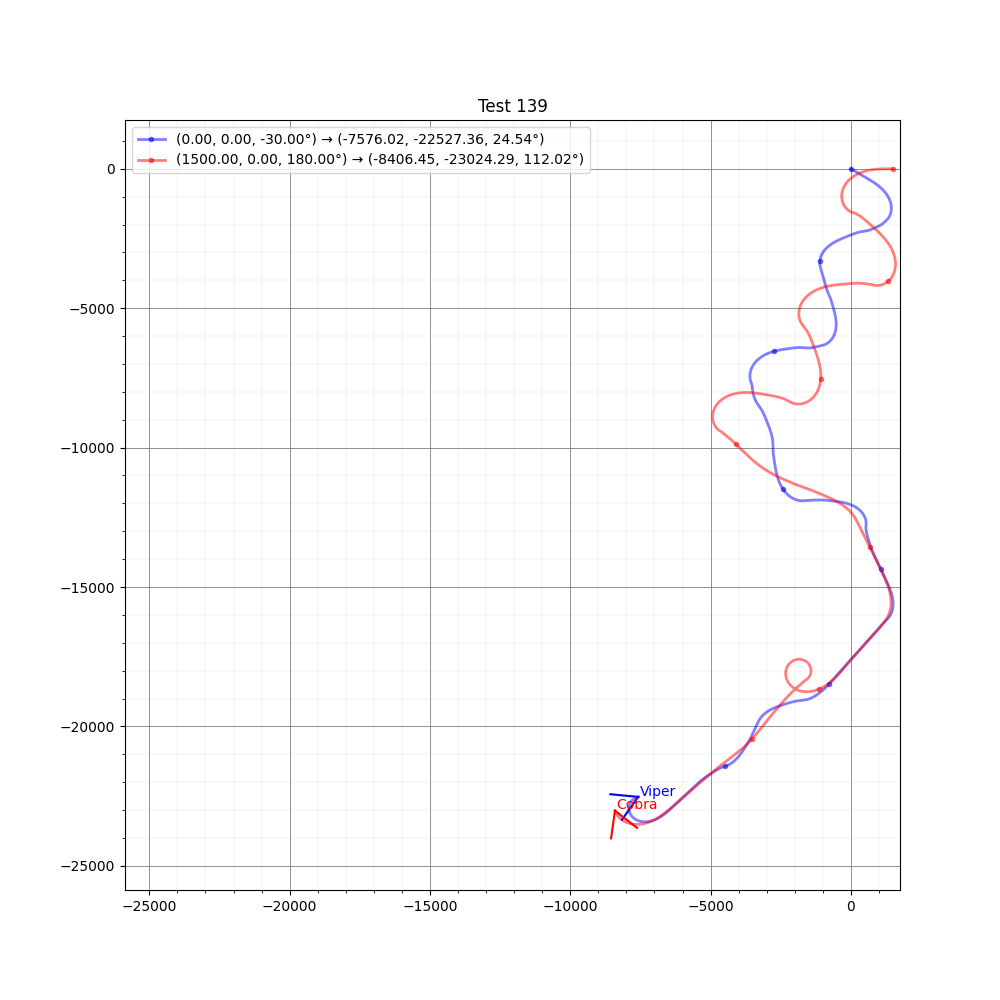 Test 139
(0.00, 0.00, -30.00°) → (-7576.02, -22527.36, 24.54°)
(1500.00, 0.00, 180.00°) → (-8406.45, -23024.29, 112.02°)
0
−5000
−10000
−15000
−20000
−25000
Viper
Cobra
−25000 −20000 −15000 −10000 −5000 0